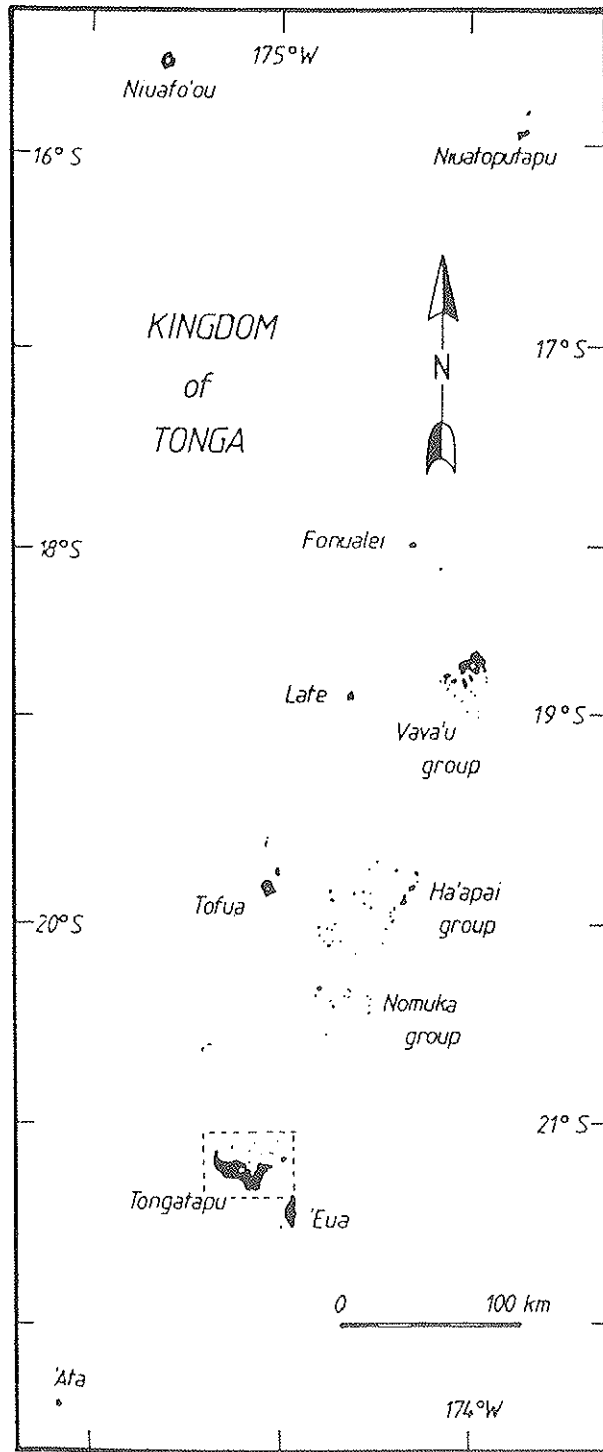 175°W
Niuafo'ou
16° S
Niuatoputapu
KINGDOM
of
TONGA
17° S
N
Fonualei
18° S
Late
19° S
Vava'u
group
Tofua
Ha'apai
group
20° S
Nomuka
group
21° S
Tongatapu
'Eua
0 100 km
'Ata
174°W